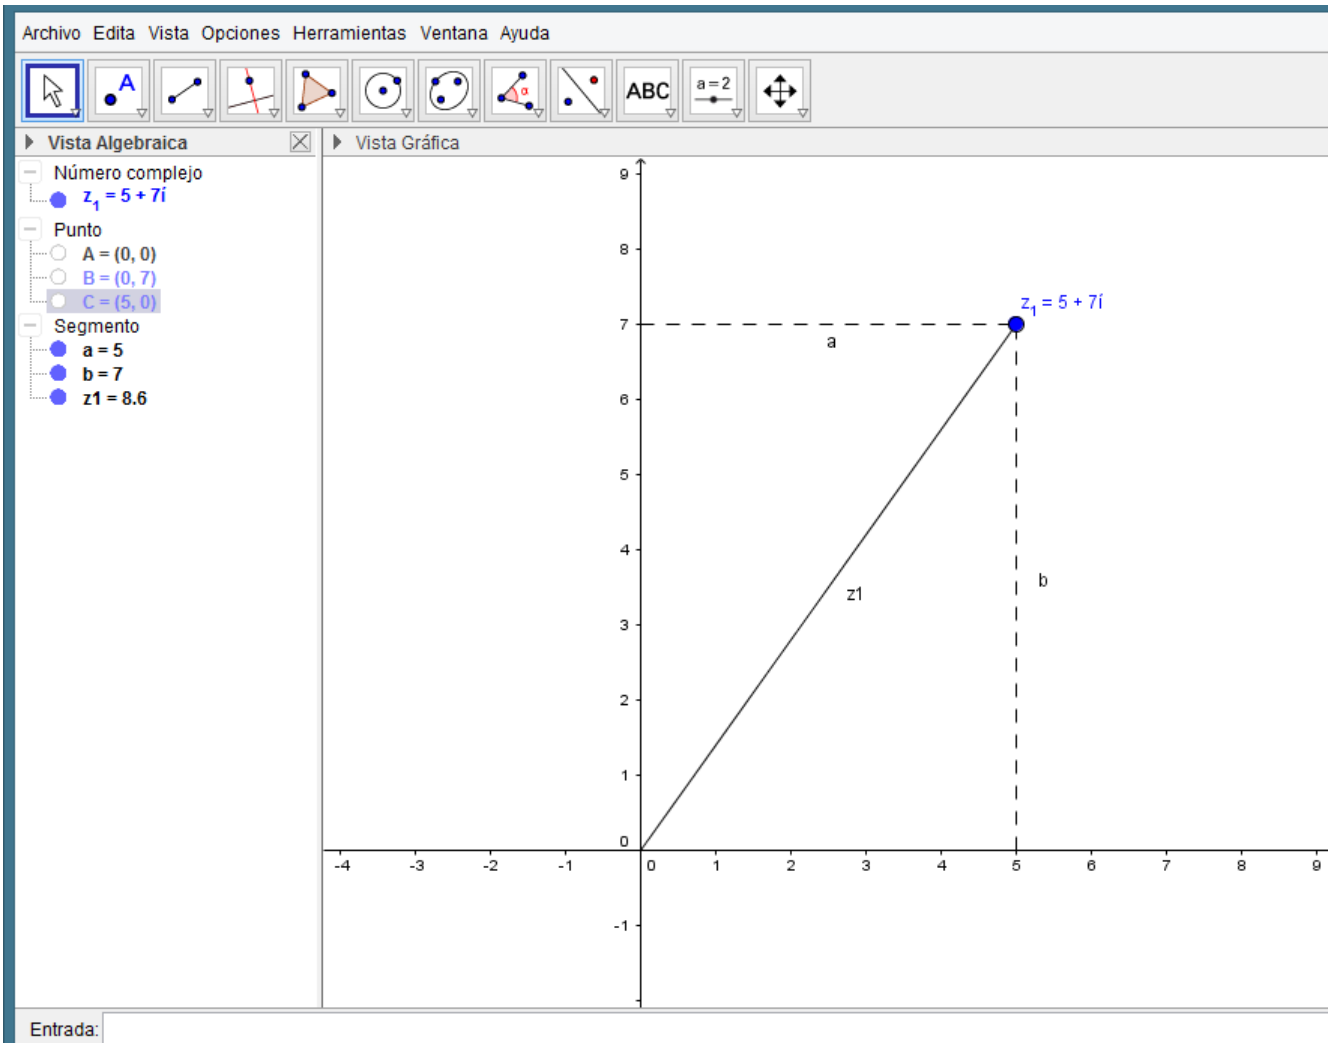 Archivo Edita Vista Opciones Herramientas Ventana Ayuda
A α ABC a=2
Vista Algebraica
Número complejo
z1 = 5 + 7í
Punto
A = (0, 0)
B = (0, 7)
C = (5, 0)
Segmento
a = 5
b = 7
z1 = 8.6
Vista Gráfica
9
8
z1 = 5 + 7í
7
a
6
5
4
b
z1
3
2
1
0
-4 -3 -2 -1 0 1 2 3 4 5 6 7 8 9
-1
Entrada: